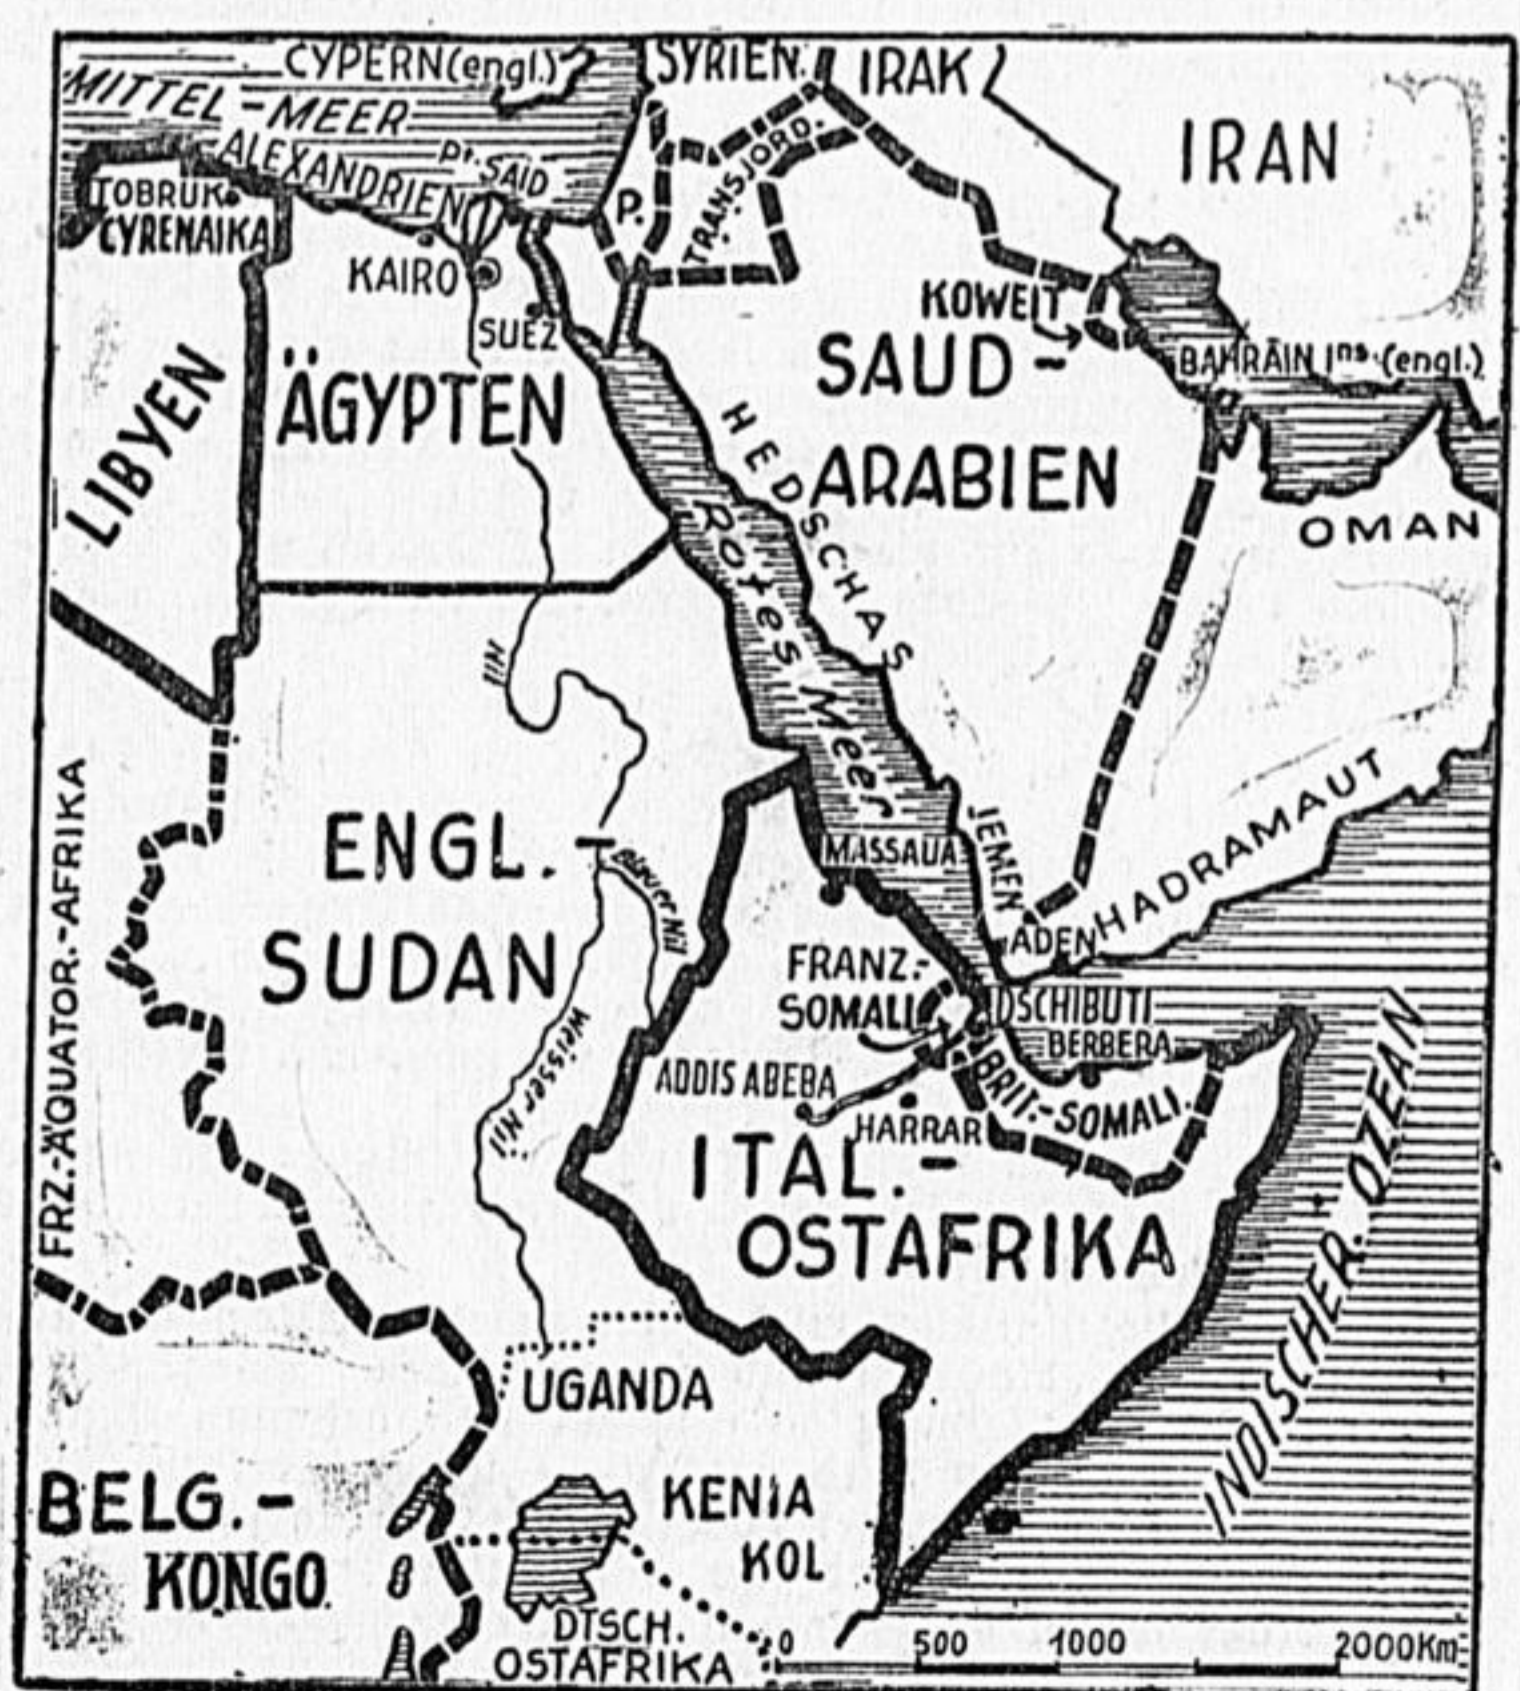 CYPERN (engl.)
SYRIEN.
IRAK
MITTEL-MEER
IRAN
ALEXANDRIEN
Pt. SAID
TRANSJORD.
TOBRUK
CYRENAIKA
P.
KAIRO
SUEZ
KOWEIT
BAHRÄIN Ins. (engl.)
LIBYEN
ÄGYPTEN
SAUD-
ARABIEN
HEDSCHAS
OMAN
Rotes Meer
Nil
FRZ.-ÄQUATOR.-AFRIKA
ENGL.
SUDAN
Blauer Nil
Weisser Nil
MASSAUA
JEMEN
ADEN
HADRAMAUT
FRANZ.-
SOMALI
DSCHIBUTI
BERBERA
BRIT.-SOMALI.
ADDIS ABEBA
HARRAR
ITAL.-
OSTAFRIKA
INDISCHER. OZEAN
UGANDA
BELG.-
KONGO
KENIA
KOL
DTSCH.
OSTAFRIKA
0 500 1000 2000Km